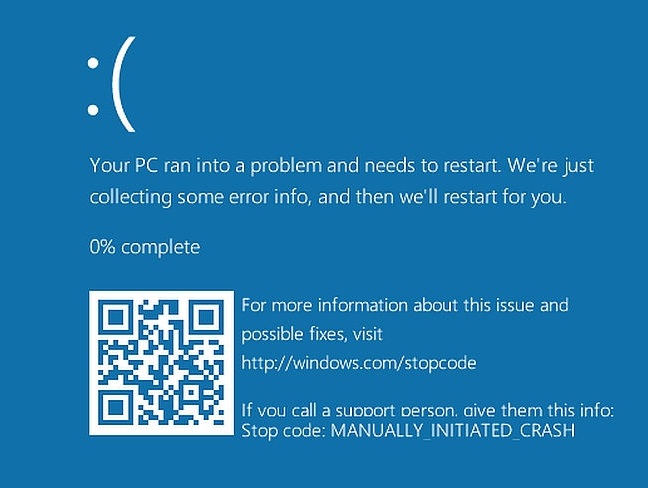 :(
Your PC ran into a problem and needs to restart. We're just
collecting some error info, and then we'll restart for you.
0% complete
For more information about this issue and
possible fixes, visit
http://windows.com/stopcode
If you call a support person, give them this info:
Stop code: MANUALLY_INITIATED_CRASH